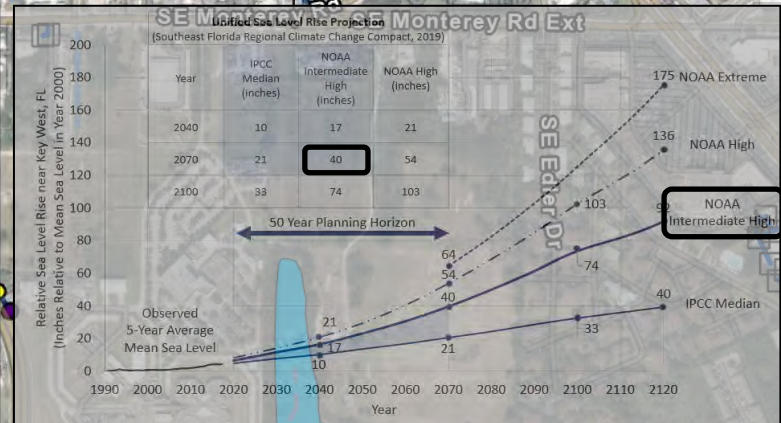 SE Monterey Rd Ext
Unified Sea Level Rise Projection
(Southeast Florida Regional Climate Change Compact, 2019)
Year
IPCC Median (inches)
NOAA Intermediate High (inches)
NOAA High (inches)
2040 10 17 21
2070 21 40 54
2100 33 74 103
50 Year Planning Horizon
Relative Sea Level Rise near Key West, FL
(Inches Relative to Mean Sea Level in Year 2000)
200
180
160
140
120
100
80
60
40
20
0
Observed
5-Year Average
Mean Sea Level
175 NOAA Extreme
136
NOAA High
103
92
NOAA
Intermediate High
74
64
54
40
40
IPCC Median
33
21
21
17
10
SE Edler Dr
1990 2000 2010 2020 2030 2040 2050 2060 2070 2080 2090 2100 2110 2120
Year